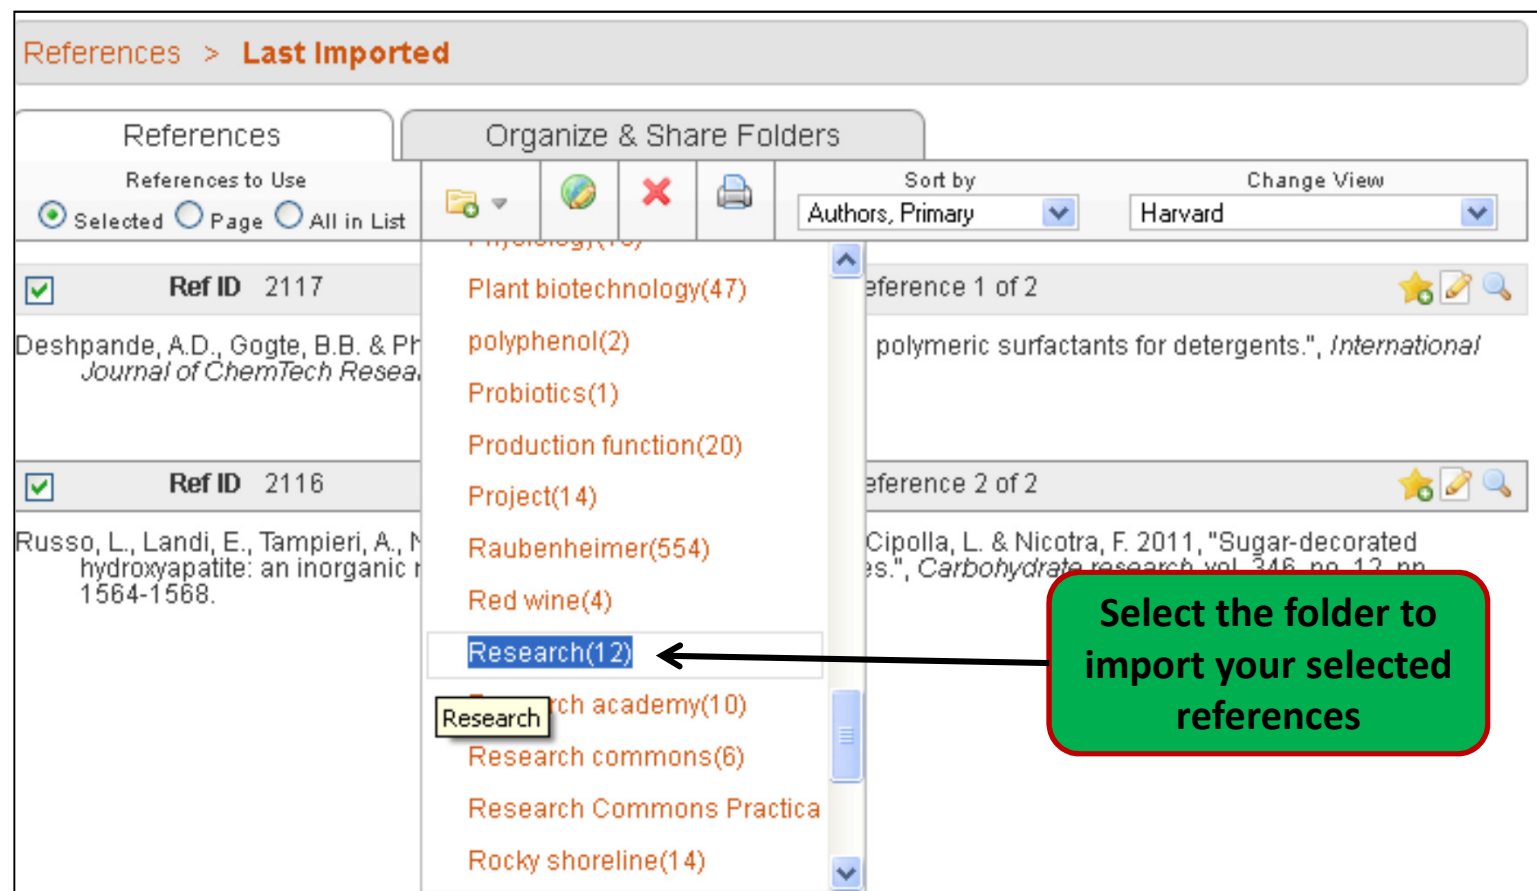 References > Last Imported
References
Organize & Share Folders
References to Use
Selected Page All in List
Sort by
Authors, Primary
Change View
Harvard
Plant biotechnology(47)
polyphenol(2)
Probiotics(1)
Production function(20)
Project(14)
Raubenheimer(554)
Red wine(4)
Research(12)
Research
academy(10)
Research commons(6)
Research Commons Practica
Rocky shoreline(14)
Ref ID 2117
eference 1 of 2
Deshpande, A.D., Gogte, B.B. & Ph
polymeric surfactants for detergents.", International
Journal of ChemTech Resea
Ref ID 2116
eference 2 of 2
Russo, L., Landi, E., Tampieri, A., N
Cipolla, L. & Nicotra, F. 2011, "Sugar-decorated
hydroxyapatite: an inorganic
es.", Carbohydrate research, vol. 346, no. 12, pp.
1564-1568.
Select the folder to
import your selected
references